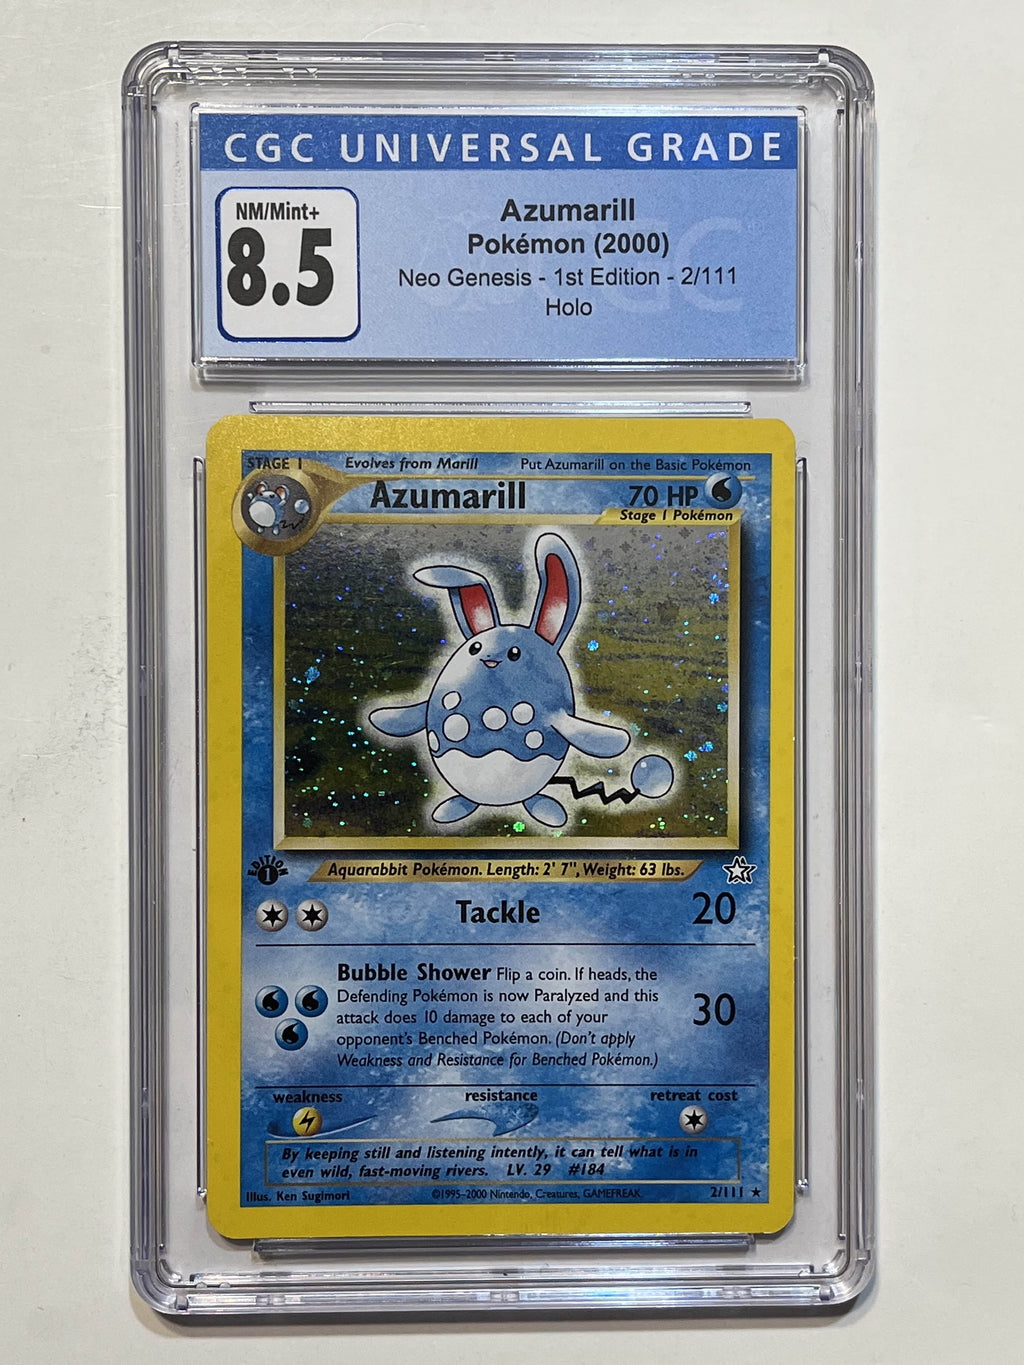 CGC UNIVERSAL GRADE
NM/Mint+
8.5
Azumarill
Pokémon (2000)
Neo Genesis - 1st Edition - 2/111
Holo
CGC
STAGE 1
Evolves from Marill
Put Azumarill on the Basic Pokémon
Azumarill
70 HP
Stage 1 Pokémon
EDITION
1
Aquarabbit Pokémon. Length: 2' 7", Weight: 63 lbs.
Tackle
20
Bubble Shower Flip a coin. If heads, the
Defending Pokémon is now Paralyzed and this
attack does 10 damage to each of your
opponent's Benched Pokémon. (Don't apply
Weakness and Resistance for Benched Pokémon.)
30
weakness
resistance
retreat cost
By keeping still and listening intently, it can tell what is in
even wild, fast-moving rivers. LV. 29 #184
Illus. Ken Sugimori
©1995-2000 Nintendo, Creatures, GAMEFREAK.
2/111 ★